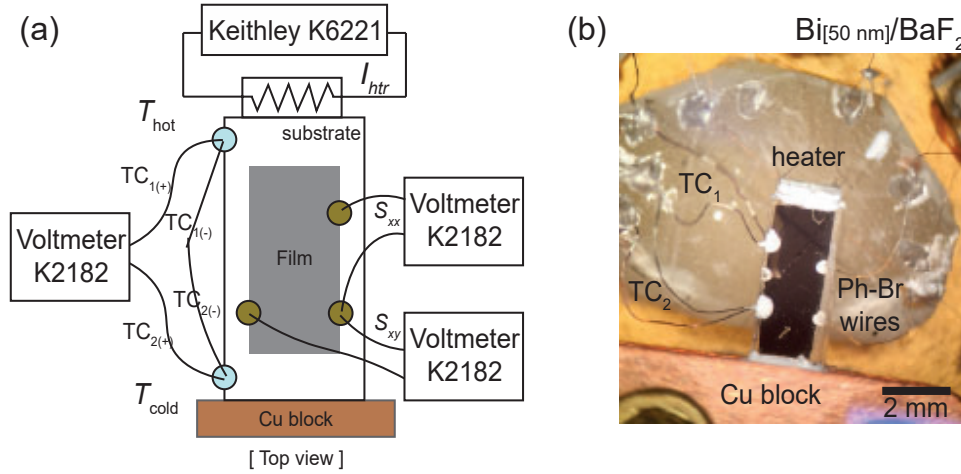 (a)
Keithley K6221
I_htr
T_hot
substrate
TC_1(+)
TC_1(-)
Voltmeter
K2182
S_xx
Voltmeter
K2182
Film
TC_2(-)
TC_2(+)
S_xy
Voltmeter
K2182
T_cold
Cu block
[ Top view ]
(b)
Bi[50 nm]/BaF2
heater
TC1
TC2
Ph-Br
wires
Cu block
2 mm